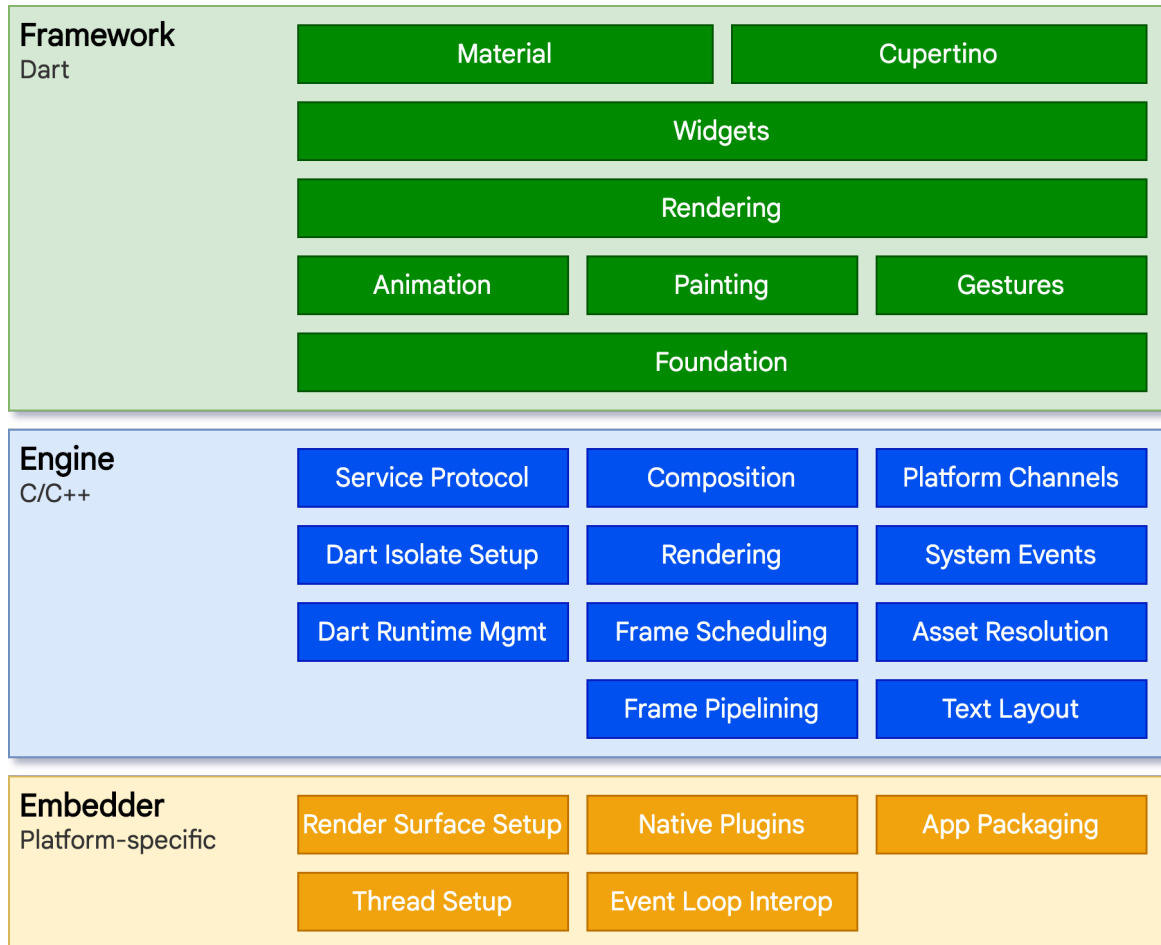 Framework
Dart
Material
Cupertino
Widgets
Rendering
Animation
Painting
Gestures
Foundation
Engine
C/C++
Service Protocol
Composition
Platform Channels
Dart Isolate Setup
Rendering
System Events
Dart Runtime Mgmt
Frame Scheduling
Asset Resolution
Frame Pipelining
Text Layout
Embedder
Platform-specific
Render Surface Setup
Native Plugins
App Packaging
Thread Setup
Event Loop Interop